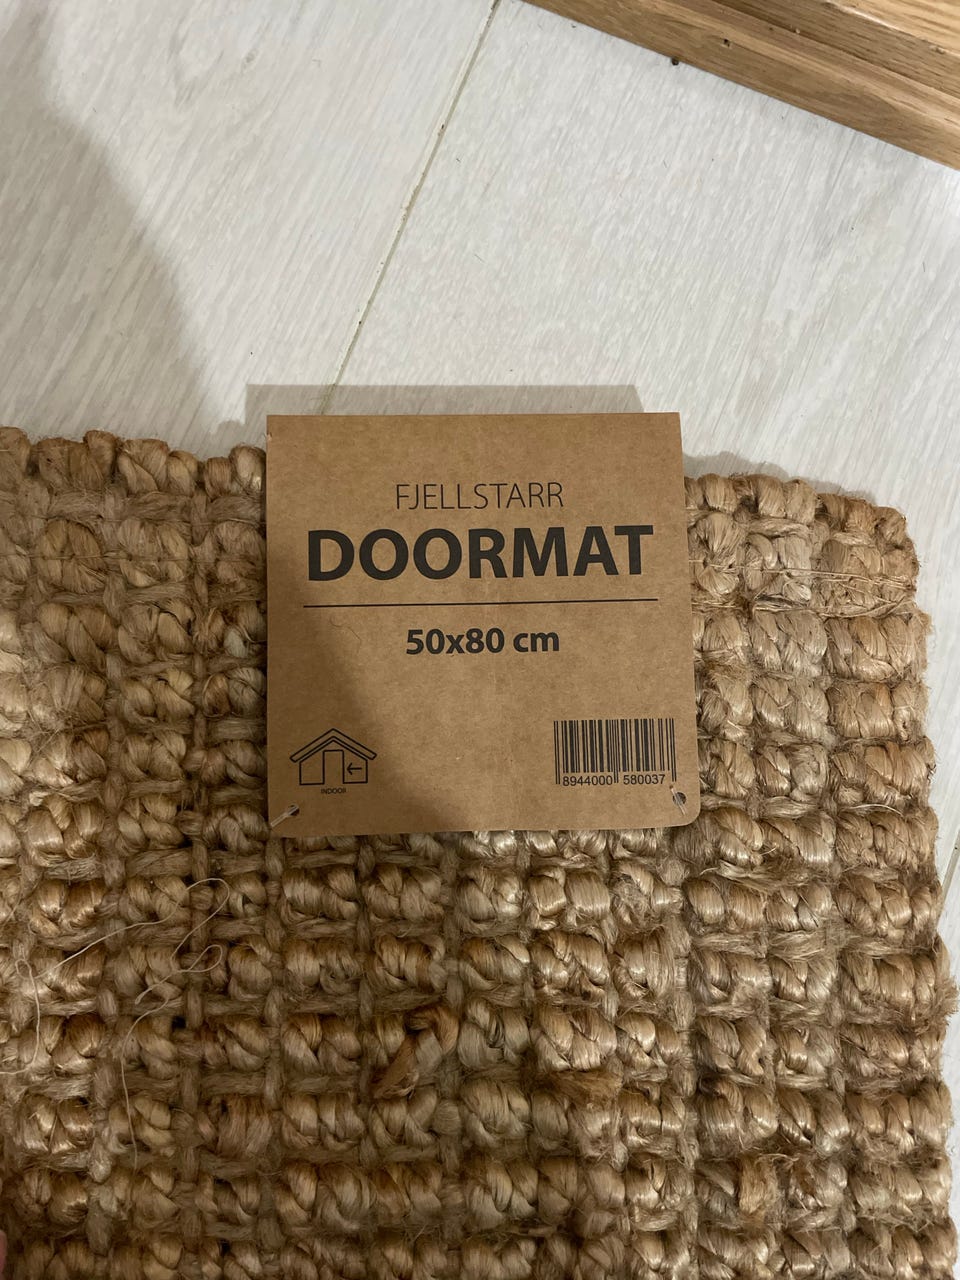 FJELLSTARR
DOORMAT
50x80 cm
INDOOR
8944000 580037